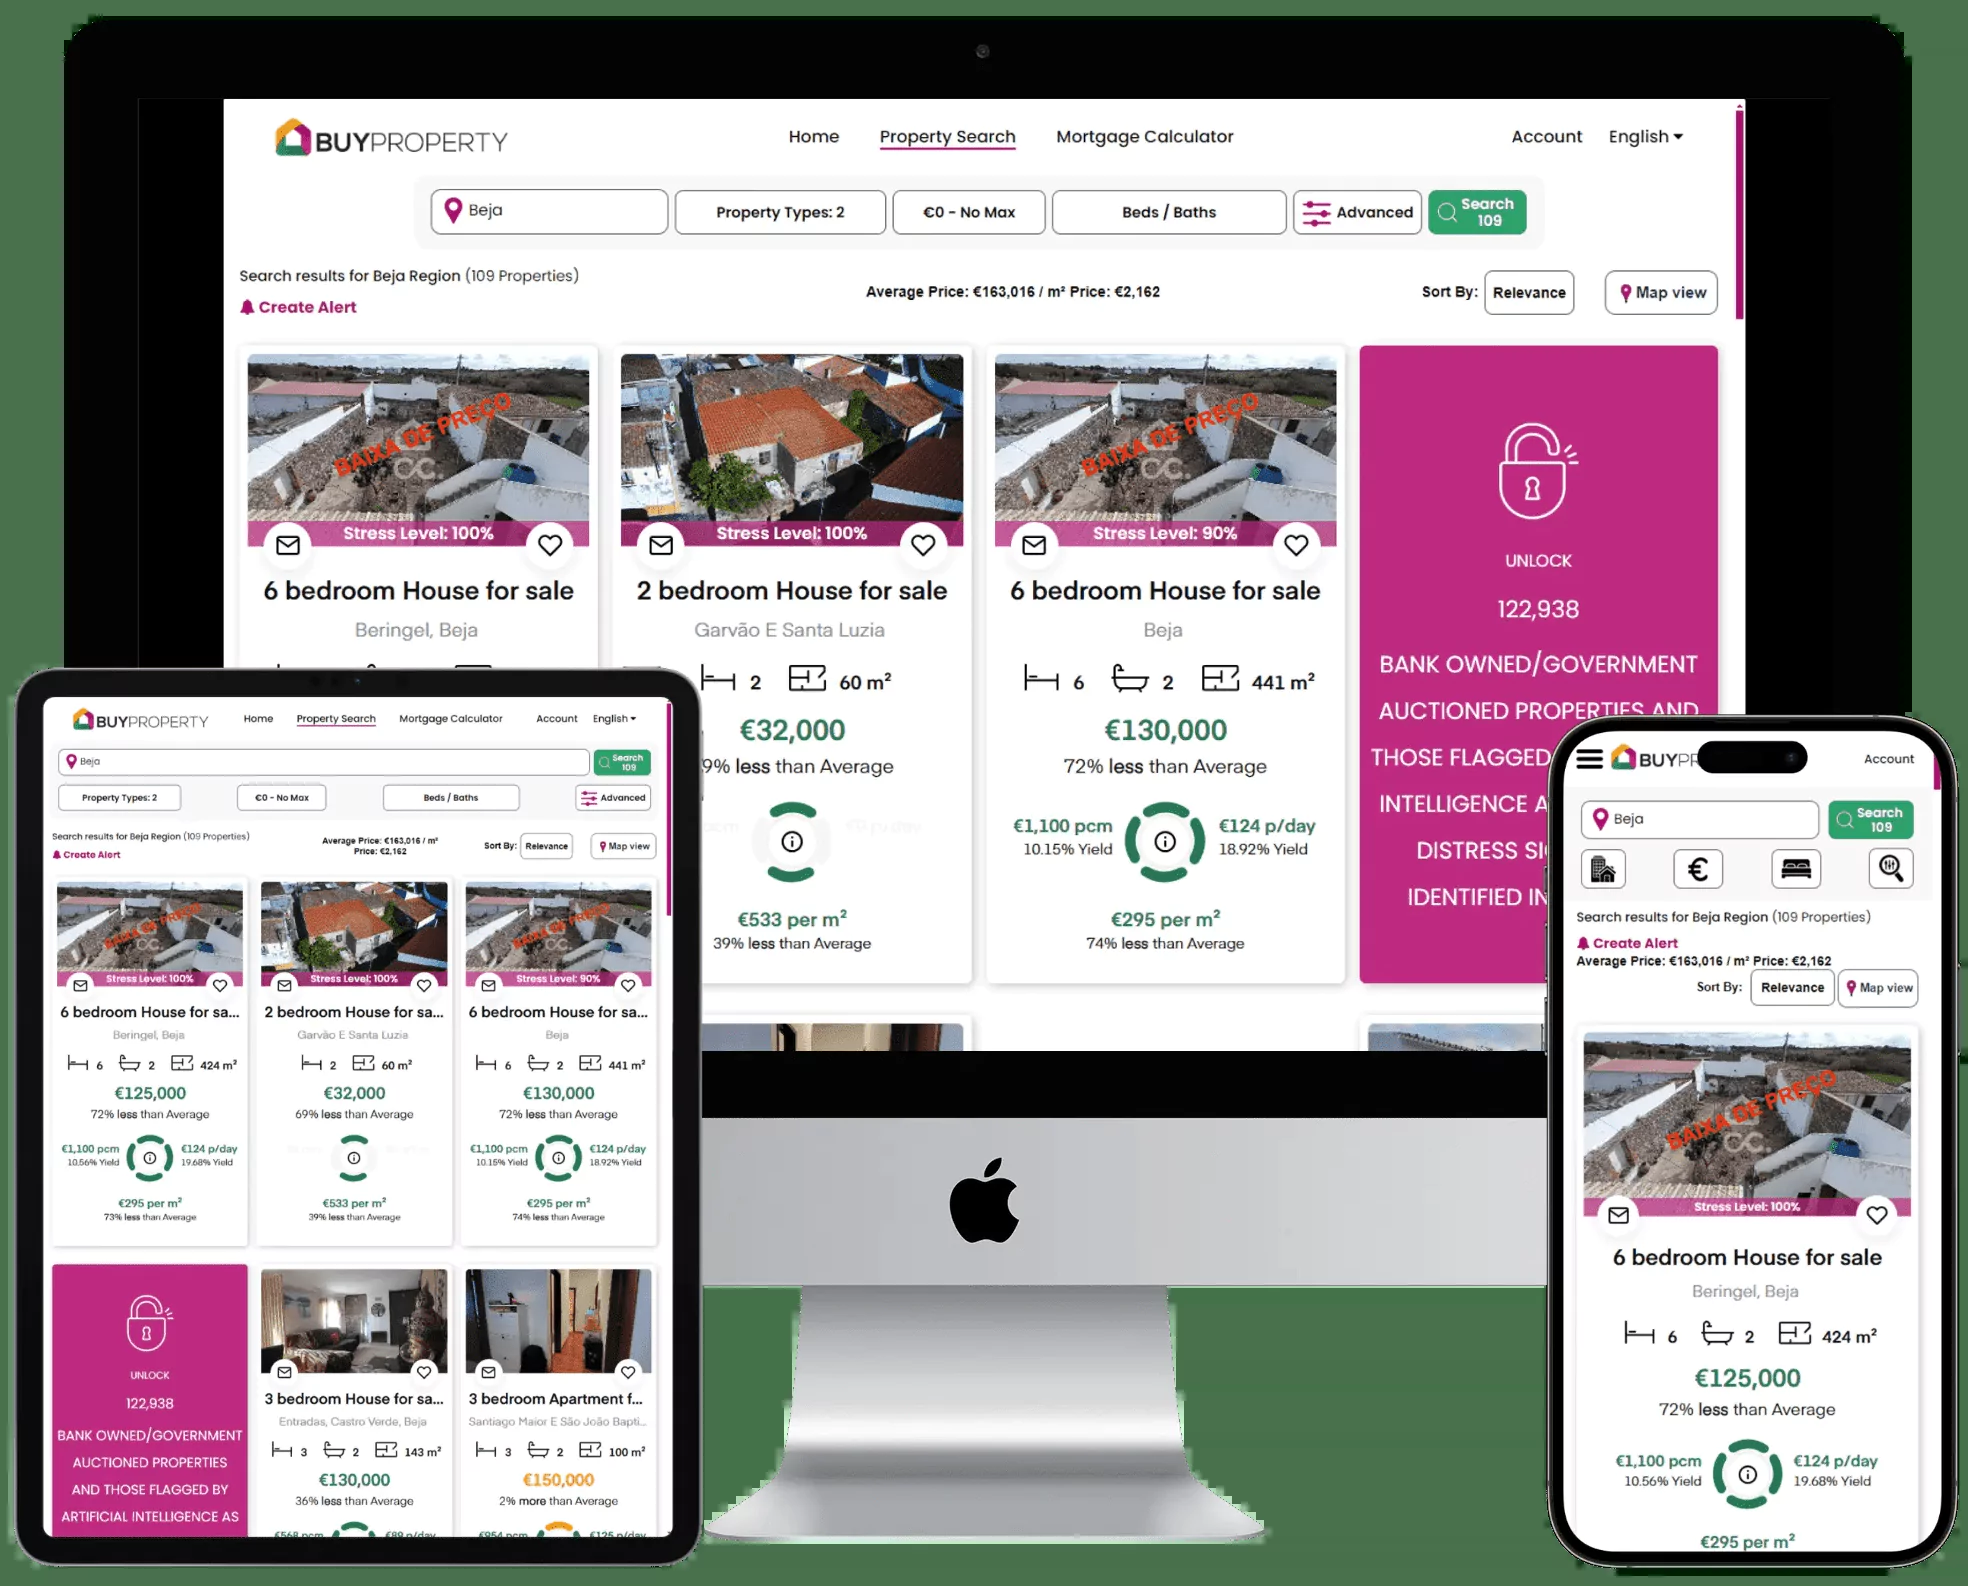 BUYPROPERTY
Home
Property Search
Mortgage Calculator
Account
English
Beja
Property Types: 2
€0 - No Max
Beds / Baths
Advanced
Search
109
Search results for Beja Region (109 Properties)
Create Alert
Average Price: €163,016 / m² Price: €2,162
Sort By:
Relevance
Map view
BAIXA DE PREÇO
Stress Level: 100%
6 bedroom House for sale
Beringel, Beja
Stress Level: 100%
2 bedroom House for sale
Garvão E Santa Luzia
2
60 m²
€32,000
9% less than Average
€533 per m²
39% less than Average
BAIXA DE PREÇO
Stress Level: 90%
6 bedroom House for sale
Beja
6
2
441 m²
€130,000
72% less than Average
€1,100 pcm
10.15% Yield
€124 p/day
18.92% Yield
€295 per m²
74% less than Average
UNLOCK
122,938
BANK OWNED/GOVERNMENT
AUCTIONED PROPERTIES AND
THOSE FLAGGED
INTELLIGENCE A
DISTRESS SI
IDENTIFIED IN
BUYPROPERTY
Home
Property Search
Mortgage Calculator
Account
English
Beja
Search
109
Property Types: 2
€0 - No Max
Beds / Baths
Advanced
Search results for Beja Region (109 Properties)
Create Alert
Average Price: €163,016 / m²
Price: €2,162
Sort By:
Relevance
Map view
BAIXA DE PREÇO
Stress Level: 100%
6 bedroom House for sa...
Beringel, Beja
6
2
424 m²
€125,000
72% less than Average
€1,100 pcm
10.56% Yield
€124 p/day
19.68% Yield
€295 per m²
73% less than Average
Stress Level: 100%
2 bedroom House for sa...
Garvão E Santa Luzia
2
60 m²
€32,000
69% less than Average
€533 per m²
39% less than Average
BAIXA DE PREÇO
Stress Level: 90%
6 bedroom House for sa...
Beja
6
2
441 m²
€130,000
72% less than Average
€1,100 pcm
10.15% Yield
€124 p/day
18.92% Yield
€295 per m²
74% less than Average
UNLOCK
122,938
BANK OWNED/GOVERNMENT
AUCTIONED PROPERTIES
AND THOSE FLAGGED BY
ARTIFICIAL INTELLIGENCE AS
3 bedroom House for sa...
Entradas, Castro Verde, Beja
3
2
143 m²
€130,000
36% less than Average
€568 pcm
€89 p/day
3 bedroom Apartment f...
Santiago Maior E São João Bapti...
3
2
100 m²
€150,000
2% more than Average
€954 pcm
€125 p/day
BUYPR
Account
Beja
Search
109
Search results for Beja Region (109 Properties)
Create Alert
Average Price: €163,016 / m² Price: €2,162
Sort By:
Relevance
Map view
BAIXA DE PREÇO
Stress Level: 100%
6 bedroom House for sale
Beringel, Beja
6
2
424 m²
€125,000
72% less than Average
€1,100 pcm
10.56% Yield
€124 p/day
19.68% Yield
€295 per m²